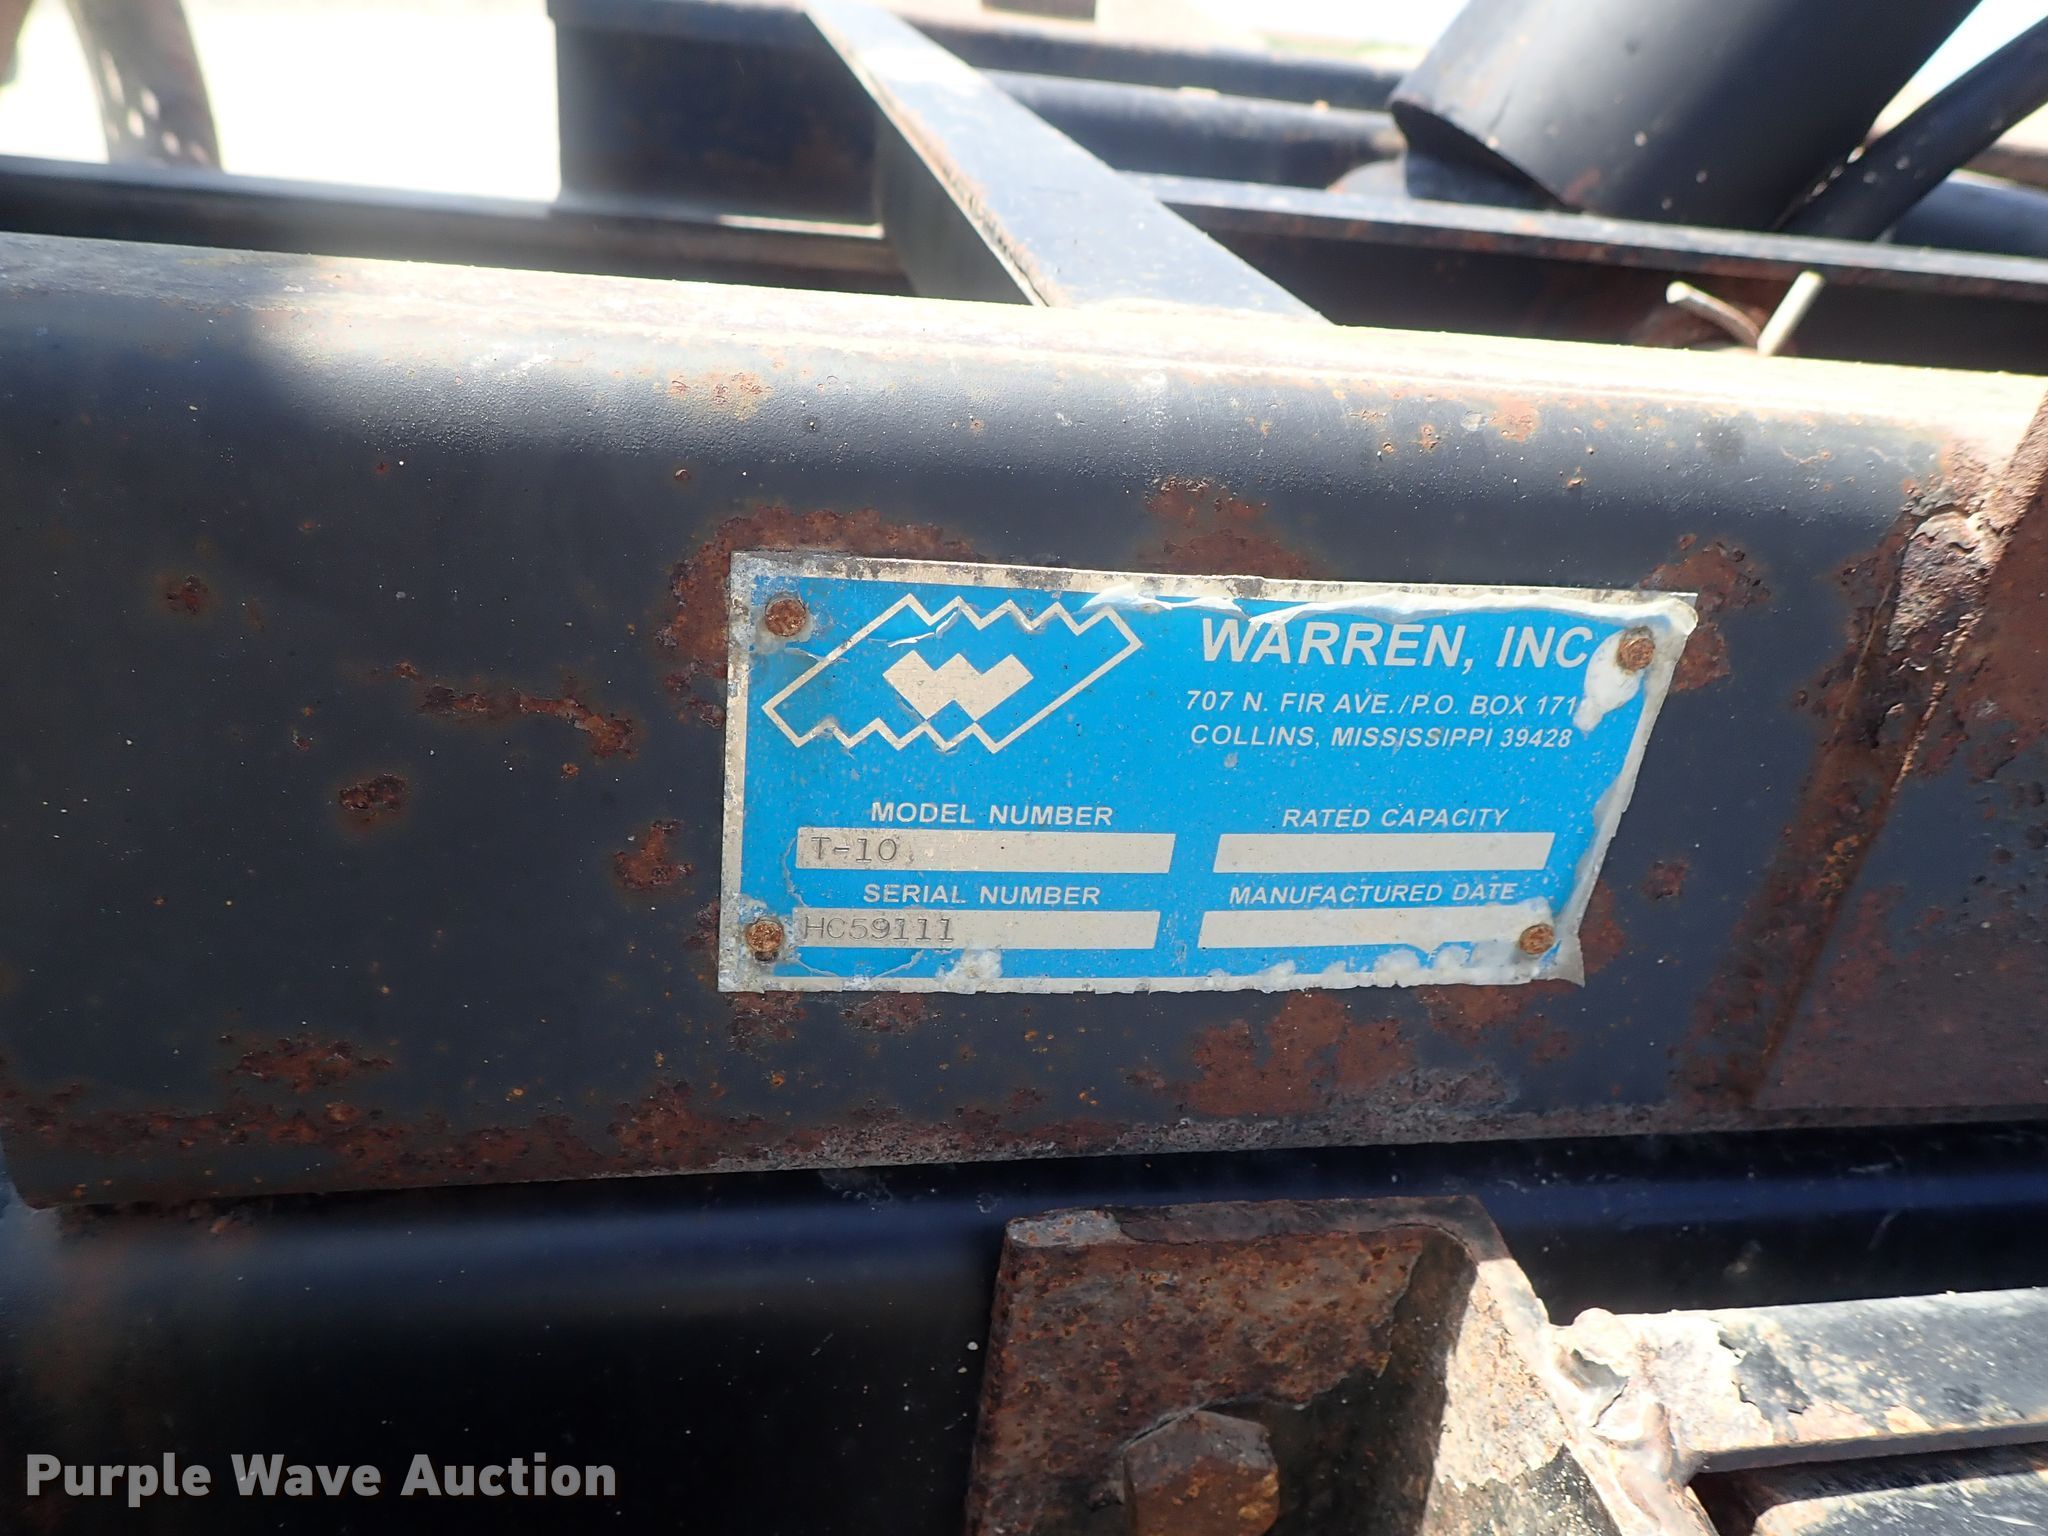 WARREN, INC
707 N. FIR AVE./P.O. BOX 171
COLLINS, MISSISSIPPI 39428
MODEL NUMBER
T-10
RATED CAPACITY
SERIAL NUMBER
HC59111
MANUFACTURED DATE
Purple Wave Auction